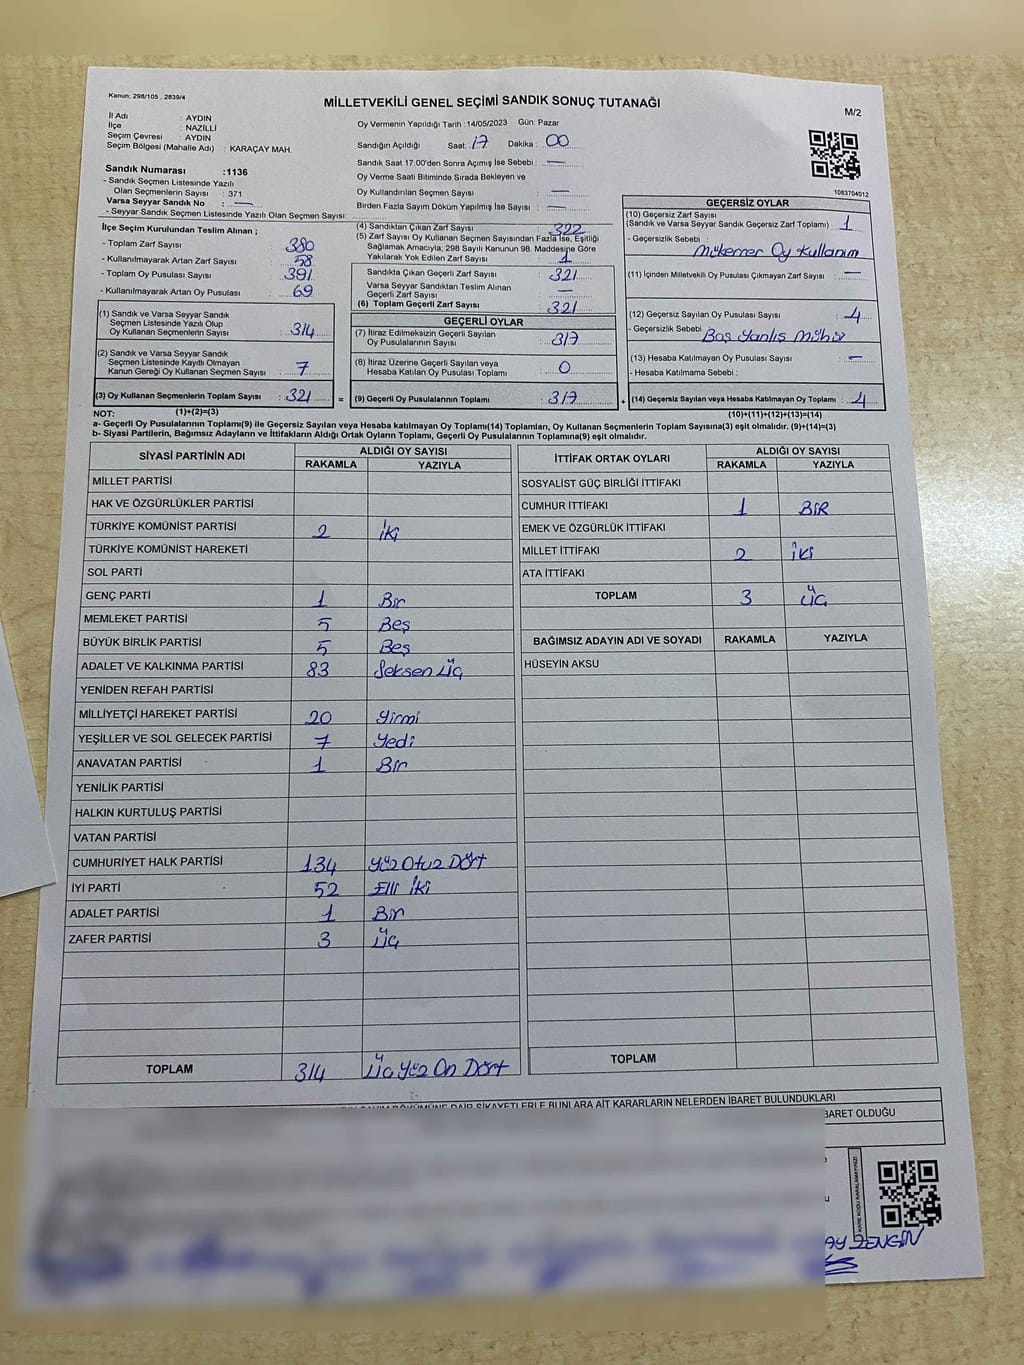 Kanun: 298/105 , 2839/4
MİLLETVEKİLİ GENEL SEÇİMİ SANDIK SONUÇ TUTANAĞI
M/2
İl Adı : AYDIN
İlçe : NAZİLLİ
Seçim Çevresi : AYDIN
Seçim Bölgesi (Mahalle Adı) : KARAÇAY MAH.
Sandık Numarası :1136
- Sandık Seçmen Listesinde Yazılı
Olan Seçmenlerin Sayısı : 371
Varsa Seyyar Sandık No : —
- Seyyar Sandık Seçmen Listesinde Yazılı Olan Seçmen Sayısı:
Oy Vermenin Yapıldığı Tarih :14/05/2023 Gün: Pazar
Sandığın Açıldığı Saat: 17 Dakika : 00
Sandık Saat 17:00'den Sonra Açılmış İse Sebebi : —
Oy Verme Saati Bitiminde Sırada Bekleyen ve
Oy Kullandırılan Seçmen Sayısı : —
Birden Fazla Sayım Döküm Yapılmış İse Sayısı : —
1083704012
İlçe Seçim Kurulundan Teslim Alınan ;
- Toplam Zarf Sayısı : 380
- Kullanılmayarak Artan Zarf Sayısı : 58
- Toplam Oy Pusulası Sayısı : 391
- Kullanılmayarak Artan Oy Pusulası : 69
(1) Sandık ve Varsa Seyyar Sandık
Seçmen Listesinde Yazılı Olup
Oy Kullanan Seçmenlerin Sayısı : 314
(2) Sandık ve Varsa Seyyar Sandık
Seçmen Listesinde Kayıtlı Olmayan
Kanun Gereği Oy Kullanan Seçmen Sayısı : 7
(3) Oy Kullanan Seçmenlerin Toplam Sayısı : 321
(1)+(2)=(3)
(4) Sandıktan Çıkan Zarf Sayısı : 322
(5) Zarf Sayısı Oy Kullanan Seçmen Sayısından Fazla İse, Eşitliği
Sağlamak Amacıyla, 298 Sayılı Kanunun 98. Maddesine Göre
Yakılarak Yok Edilen Zarf Sayısı : 1
Sandıkta Çıkan Geçerli Zarf Sayısı : 321
Varsa Seyyar Sandıktan Teslim Alınan
Geçerli Zarf Sayısı : —
(6) Toplam Geçerli Zarf Sayısı : 321
GEÇERLİ OYLAR
(7) İtiraz Edilmeksizin Geçerli Sayılan
Oy Pusulalarının Sayısı : 317
(8) İtiraz Üzerine Geçerli Sayılan veya
Hesaba Katılan Oy Pusulası Toplamı : 0
= (9) Geçerli Oy Pusulalarının Toplamı : 317
GEÇERSİZ OYLAR
(10) Geçersiz Zarf Sayısı
(Sandık ve Varsa Seyyar Sandık Geçersiz Zarf Toplamı) : 1
- Geçersizlik Sebebi :
Mükerrer Oy Kullanım
(11) İçinden Milletvekili Oy Pusulası Çıkmayan Zarf Sayısı : —
(12) Geçersiz Sayılan Oy Pusulası Sayısı : 4
- Geçersizlik Sebebi : Boş Yanlış Mühür
(13) Hesaba Katılmayan Oy Pusulası Sayısı : —
- Hesaba Katılmama Sebebi :
+ (14) Geçersiz Sayılan veya Hesaba Katılmayan Oy Toplamı : 4
(10)+(11)+(12)+(13)=(14)
NOT:
a- Geçerli Oy Pusulalarının Toplamı(9) ile Geçersiz Sayılan veya Hesaba katılmayan Oy Toplamı(14) Toplamları, Oy Kullanan Seçmenlerin Toplam Sayısına(3) eşit olmalıdır. (9)+(14)=(3)
b- Siyasi Partilerin, Bağımsız Adayların ve İttifakların Aldığı Ortak Oyların Toplamı, Geçerli Oy Pusulalarının Toplamına(9) eşit olmalıdır.
SİYASİ PARTİNİN ADI ALDIĞI OY SAYISI
RAKAMLA YAZIYLA
MİLLET PARTİSİ
HAK VE ÖZGÜRLÜKLER PARTİSİ
TÜRKİYE KOMÜNİST PARTİSİ 2 İki
TÜRKİYE KOMÜNİST HAREKETİ
SOL PARTİ
GENÇ PARTİ 1 Bir
MEMLEKET PARTİSİ 5 Beş
BÜYÜK BİRLİK PARTİSİ 5 Beş
ADALET VE KALKINMA PARTİSİ 83 Seksen Üç
YENİDEN REFAH PARTİSİ
MİLLİYETÇİ HAREKET PARTİSİ 20 Yirmi
YEŞİLLER VE SOL GELECEK PARTİSİ 7 Yedi
ANAVATAN PARTİSİ 1 Bir
YENİLİK PARTİSİ
HALKIN KURTULUŞ PARTİSİ
VATAN PARTİSİ
CUMHURİYET HALK PARTİSİ 134 Yüz Otuz Dört
İYİ PARTİ 52 Elli İki
ADALET PARTİSİ 1 Bir
ZAFER PARTİSİ 3 Üç
TOPLAM 314 Üç Yüz On Dört
İTTİFAK ORTAK OYLARI ALDIĞI OY SAYISI
RAKAMLA YAZIYLA
SOSYALİST GÜÇ BİRLİĞİ İTTİFAKI
CUMHUR İTTİFAKI 1 BİR
EMEK VE ÖZGÜRLÜK İTTİFAKI
MİLLET İTTİFAKI 2 İki
ATA İTTİFAKI
TOPLAM 3 Üç
BAĞIMSIZ ADAYIN ADI VE SOYADI RAKAMLA YAZIYLA
HÜSEYİN AKSU
TOPLAM
DAİR ŞİKAYETLERLE BUNLARA AİT KARARLARIN NELERDEN İBARET BULUNDUKLARI
BARET OLDUĞU
AY ZENGİN